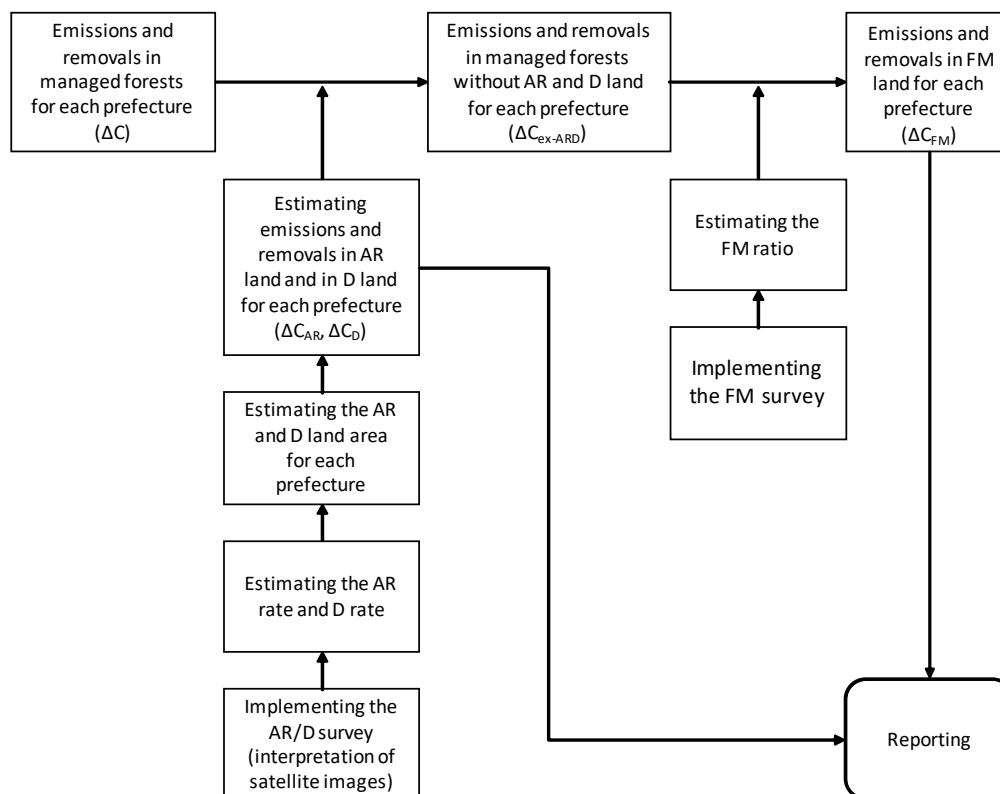 Emissions and
removals in
managed forests
for each prefecture
(ΔC)
Emissions and removals
in managed forests
without AR and D land
for each prefecture
(ΔCex-ARD)
Emissions and
removals in FM
land for each
prefecture
(ΔCFM)
Estimating
emissions and
removals in AR
land and in D land
for each prefecture
(ΔCAR, ΔCD)
Estimating the
FM ratio
Implementing
the FM survey
Estimating the AR
and D land area
for each
prefecture
Estimating the AR
rate and D rate
Implementing the
AR/D survey
(interpretation of
satellite images)
Reporting